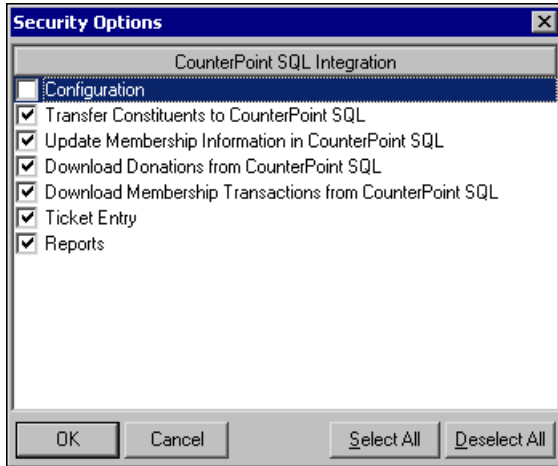 Security Options
CounterPoint SQL Integration
Configuration
Transfer Constituents to CounterPoint SQL
Update Membership Information in CounterPoint SQL
Download Donations from CounterPoint SQL
Download Membership Transactions from CounterPoint SQL
Ticket Entry
Reports
OK Cancel Select All Deselect All